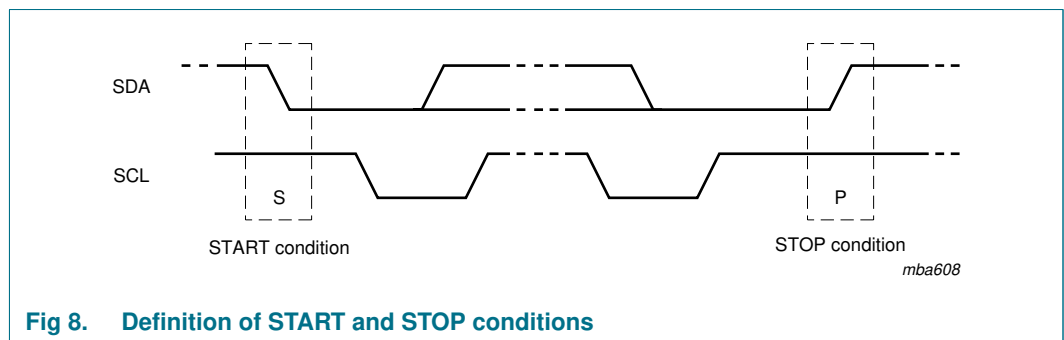 SDA
SCL
S
P
START condition
STOP condition
mba608
Fig 8. Definition of START and STOP conditions